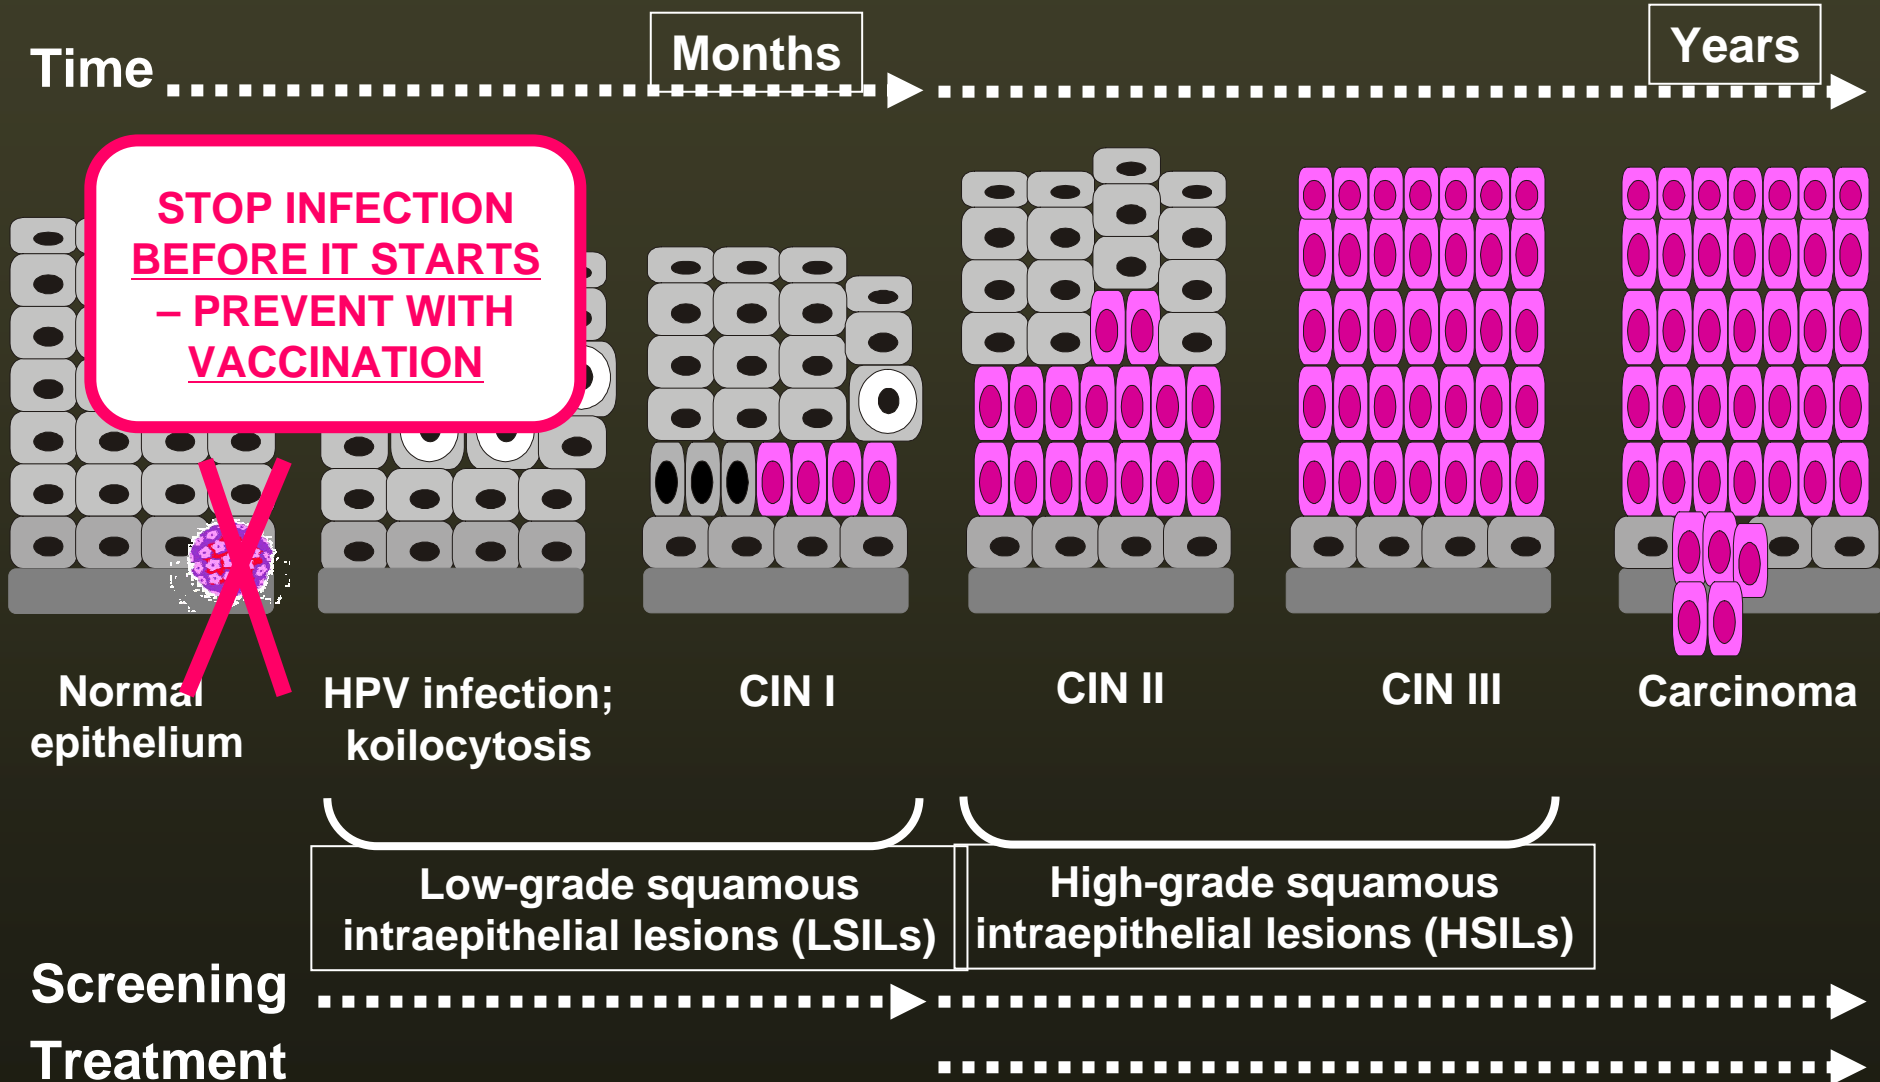 Time
Months
Years
STOP INFECTION
BEFORE IT STARTS
– PREVENT WITH
VACCINATION
Normal
epithelium
HPV infection;
koilocytosis
CIN I
CIN II
CIN III
Carcinoma
Low-grade squamous
intraepithelial lesions (LSILs)
High-grade squamous
intraepithelial lesions (HSILs)
Screening
Treatment